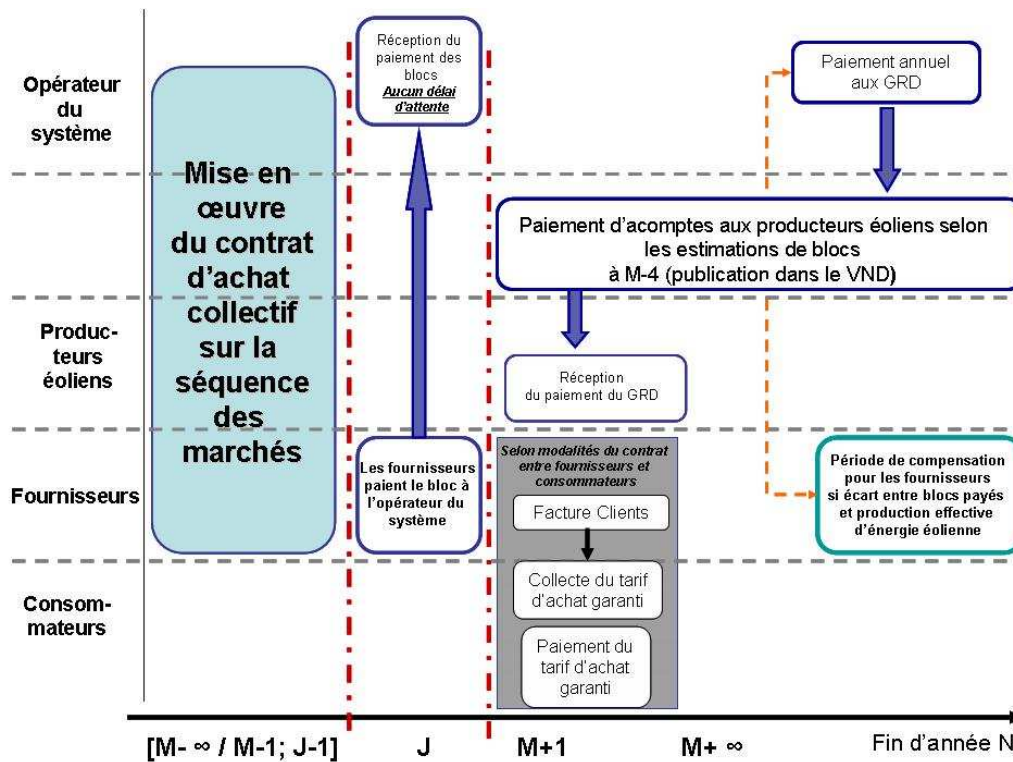 Opérateur
du
système
Produc-
teurs
éoliens
Fournisseurs
Consom-
mateurs
Mise en
œuvre
du contrat
d'achat
collectif
sur la
séquence
des
marchés
Réception du
paiement des
blocs
Aucun délai
d'attente
Les fournisseurs
paient le bloc à
l'opérateur du
système
Paiement annuel
aux GRD
Paiement d'acomptes aux producteurs éoliens selon
les estimations de blocs
à M-4 (publication dans le VND)
Réception
du paiement du GRD
Selon modalités du contrat
entre fournisseurs et
consommateurs
Facture Clients
Collecte du tarif
d'achat garanti
Paiement du
tarif d'achat
garanti
Période de compensation
pour les fournisseurs
si écart entre blocs payés
et production effective
d'énergie éolienne
[M- ∞ / M-1; J-1]
J
M+1
M+ ∞
Fin d'année N